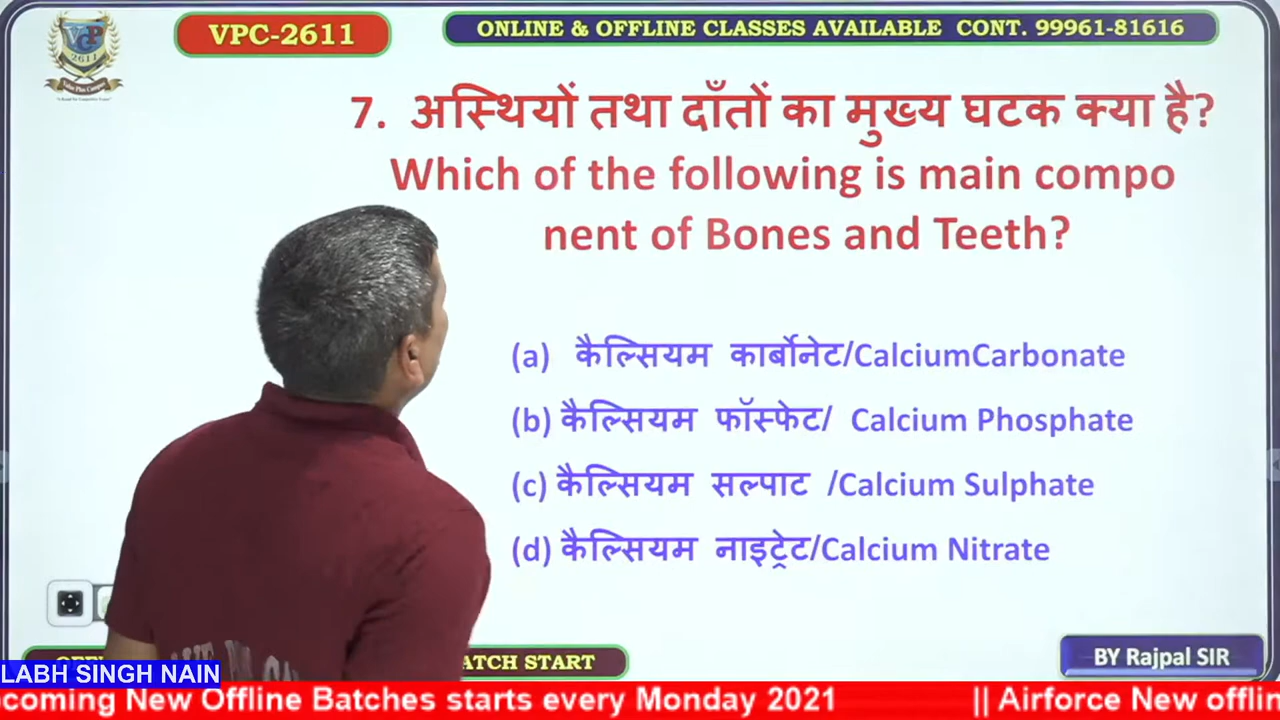 VPC-2611
ONLINE & OFFLINE CLASSES AVAILABLE CONT. 99961-81616
VCP
2611
7. अस्थियों तथा दाँतों का मुख्य घटक क्या है?
Which of the following is main compo
nent of Bones and Teeth?
(a) कैल्सियम कार्बोनेट/CalciumCarbonate
(b) कैल्सियम फॉस्फेट/ Calcium Phosphate
(c) कैल्सियम सल्पाट /Calcium Sulphate
(d) कैल्सियम नाइट्रेट/Calcium Nitrate
ATCH START
BY Rajpal SIR
LABH SINGH NAIN
coming New Offline Batches starts every Monday 2021 || Airforce New offlin